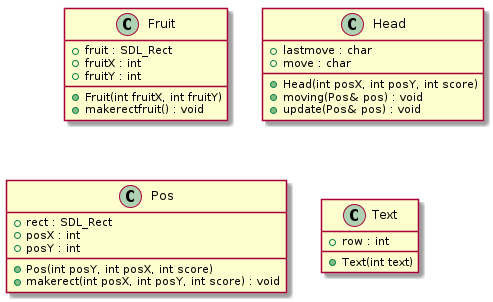 C Fruit
fruit : SDL_Rect
fruitX : int
fruitY : int
Fruit(int fruitX, int fruitY)
makerectfruit() : void
C Head
lastmove : char
move : char
Head(int posX, int posY, int score)
moving(Pos& pos) : void
update(Pos& pos) : void
C Pos
rect : SDL_Rect
posX : int
posY : int
Pos(int posY, int posX, int score)
makerect(int posX, int posY, int score) : void
C Text
row : int
Text(int text)